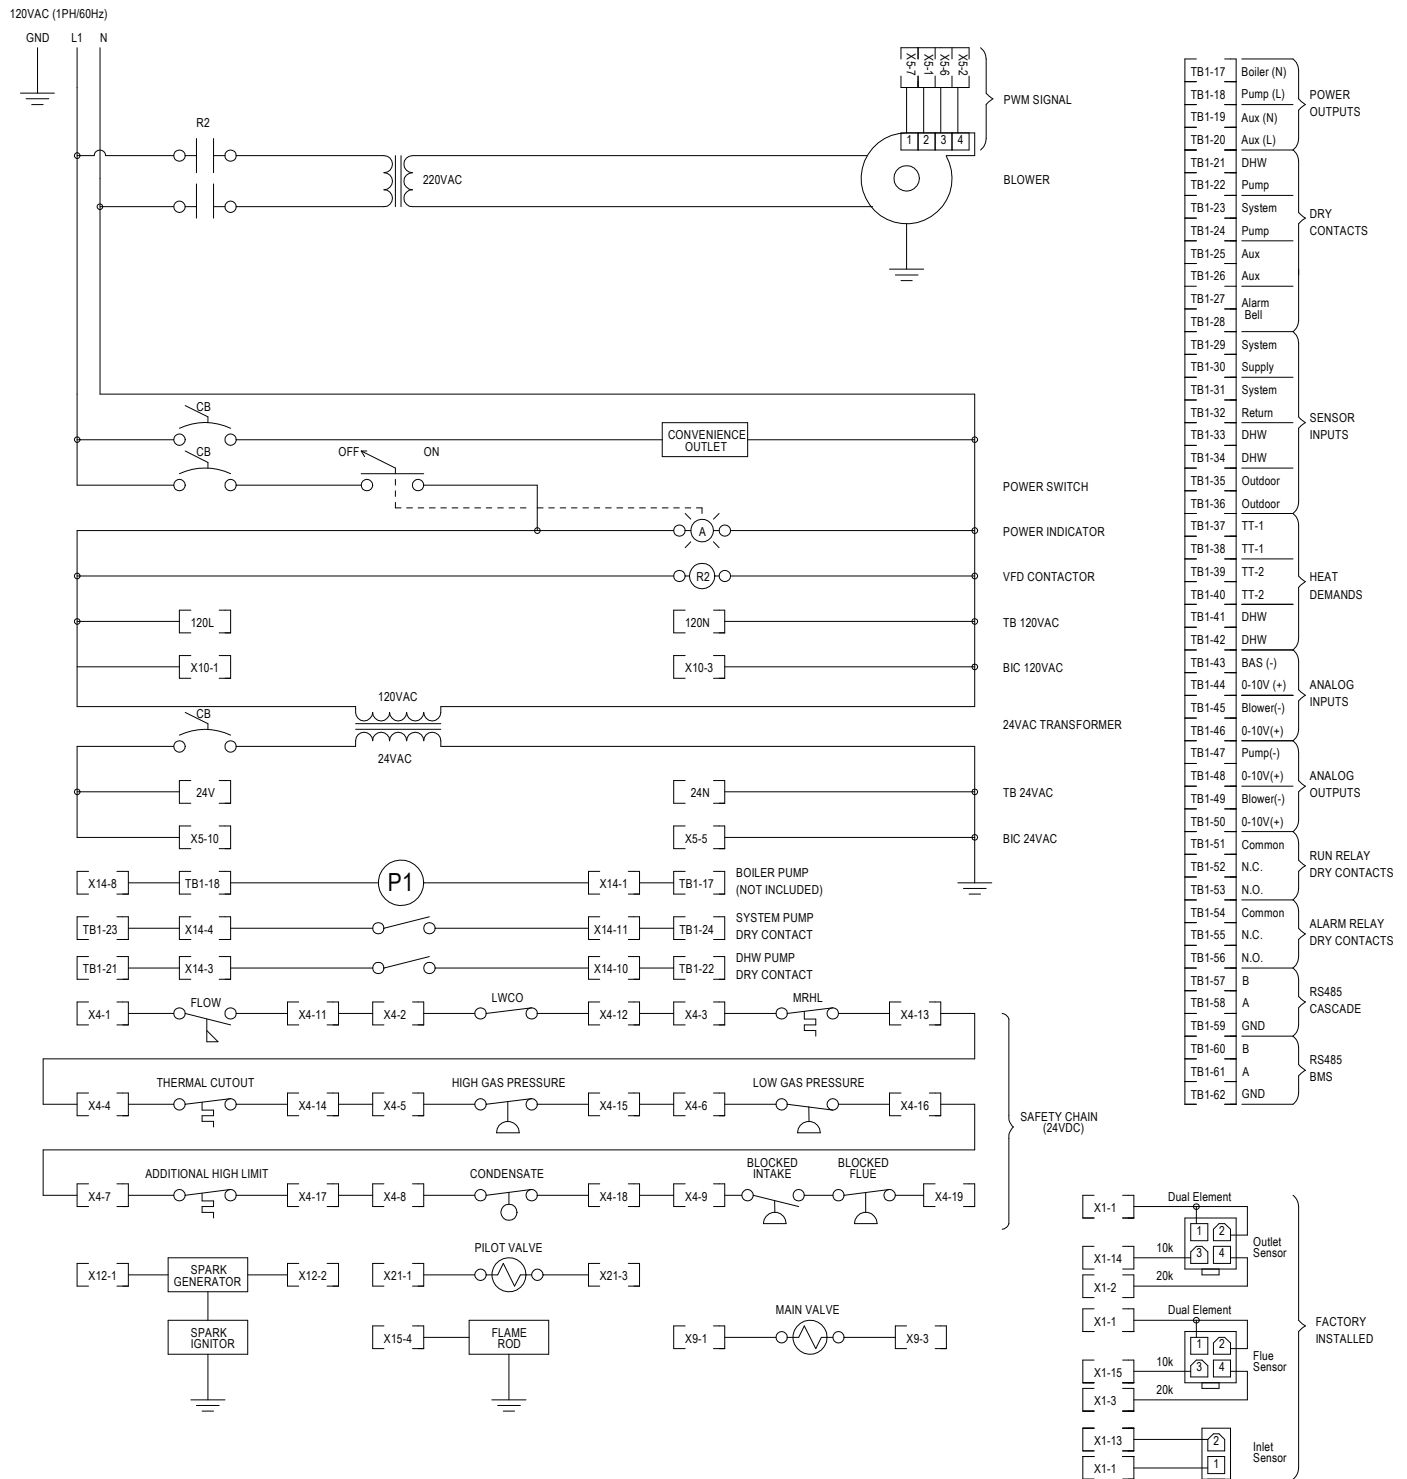 120VAC (1PH/60Hz)
GND L1 N
R2
220VAC
X5-7 X5-1 X5-6 X5-2
1 2 3 4
PWM SIGNAL
BLOWER
CB
CONVENIENCE
OUTLET
CB
OFF ON
POWER SWITCH
A
POWER INDICATOR
R2
VFD CONTACTOR
120L 120N TB 120VAC
X10-1 X10-3 BIC 120VAC
120VAC
CB
24VAC TRANSFORMER
24VAC
24V 24N TB 24VAC
X5-10 X5-5 BIC 24VAC
X14-8 TB1-18 P1 X14-1 TB1-17
BOILER PUMP
(NOT INCLUDED)
TB1-23 X14-4 X14-11 TB1-24
SYSTEM PUMP
DRY CONTACT
TB1-21 X14-3 X14-10 TB1-22
DHW PUMP
DRY CONTACT
FLOW LWCO MRHL
X4-1 X4-11 X4-2 X4-12 X4-3 X4-13
THERMAL CUTOUT HIGH GAS PRESSURE LOW GAS PRESSURE
X4-4 X4-14 X4-5 X4-15 X4-6 X4-16
SAFETY CHAIN
(24VDC)
ADDITIONAL HIGH LIMIT CONDENSATE
BLOCKED
INTAKE
BLOCKED
FLUE
X4-7 X4-17 X4-8 X4-18 X4-9 X4-19
PILOT VALVE
X12-1
SPARK
GENERATOR
X12-2 X21-1 X21-3
SPARK
IGNITOR
X15-4
FLAME
ROD
MAIN VALVE
X9-1 X9-3
TB1-17 Boiler (N)
TB1-18 Pump (L)
TB1-19 Aux (N)
TB1-20 Aux (L)
POWER
OUTPUTS
TB1-21 DHW
TB1-22 Pump
TB1-23 System
TB1-24 Pump
TB1-25 Aux
TB1-26 Aux
TB1-27 Alarm
TB1-28 Bell
DRY
CONTACTS
TB1-29 System
TB1-30 Supply
TB1-31 System
TB1-32 Return
TB1-33 DHW
TB1-34 DHW
TB1-35 Outdoor
TB1-36 Outdoor
SENSOR
INPUTS
TB1-37 TT-1
TB1-38 TT-1
TB1-39 TT-2
TB1-40 TT-2
TB1-41 DHW
TB1-42 DHW
HEAT
DEMANDS
TB1-43 BAS (-)
TB1-44 0-10V (+)
TB1-45 Blower(-)
TB1-46 0-10V(+)
ANALOG
INPUTS
TB1-47 Pump(-)
TB1-48 0-10V(+)
TB1-49 Blower(-)
TB1-50 0-10V(+)
ANALOG
OUTPUTS
TB1-51 Common
TB1-52 N.C.
TB1-53 N.O.
RUN RELAY
DRY CONTACTS
TB1-54 Common
TB1-55 N.C.
TB1-56 N.O.
ALARM RELAY
DRY CONTACTS
TB1-57 B
TB1-58 A
TB1-59 GND
RS485
CASCADE
TB1-60 B
TB1-61 A
TB1-62 GND
RS485
BMS
X1-1 Dual Element
1 2
X1-14 10k 3 4
X1-2 20k
Outlet
Sensor
X1-1 Dual Element
1 2
X1-15 10k 3 4
X1-3 20k
Flue
Sensor
X1-13 2
X1-1 1
Inlet
Sensor
FACTORY
INSTALLED